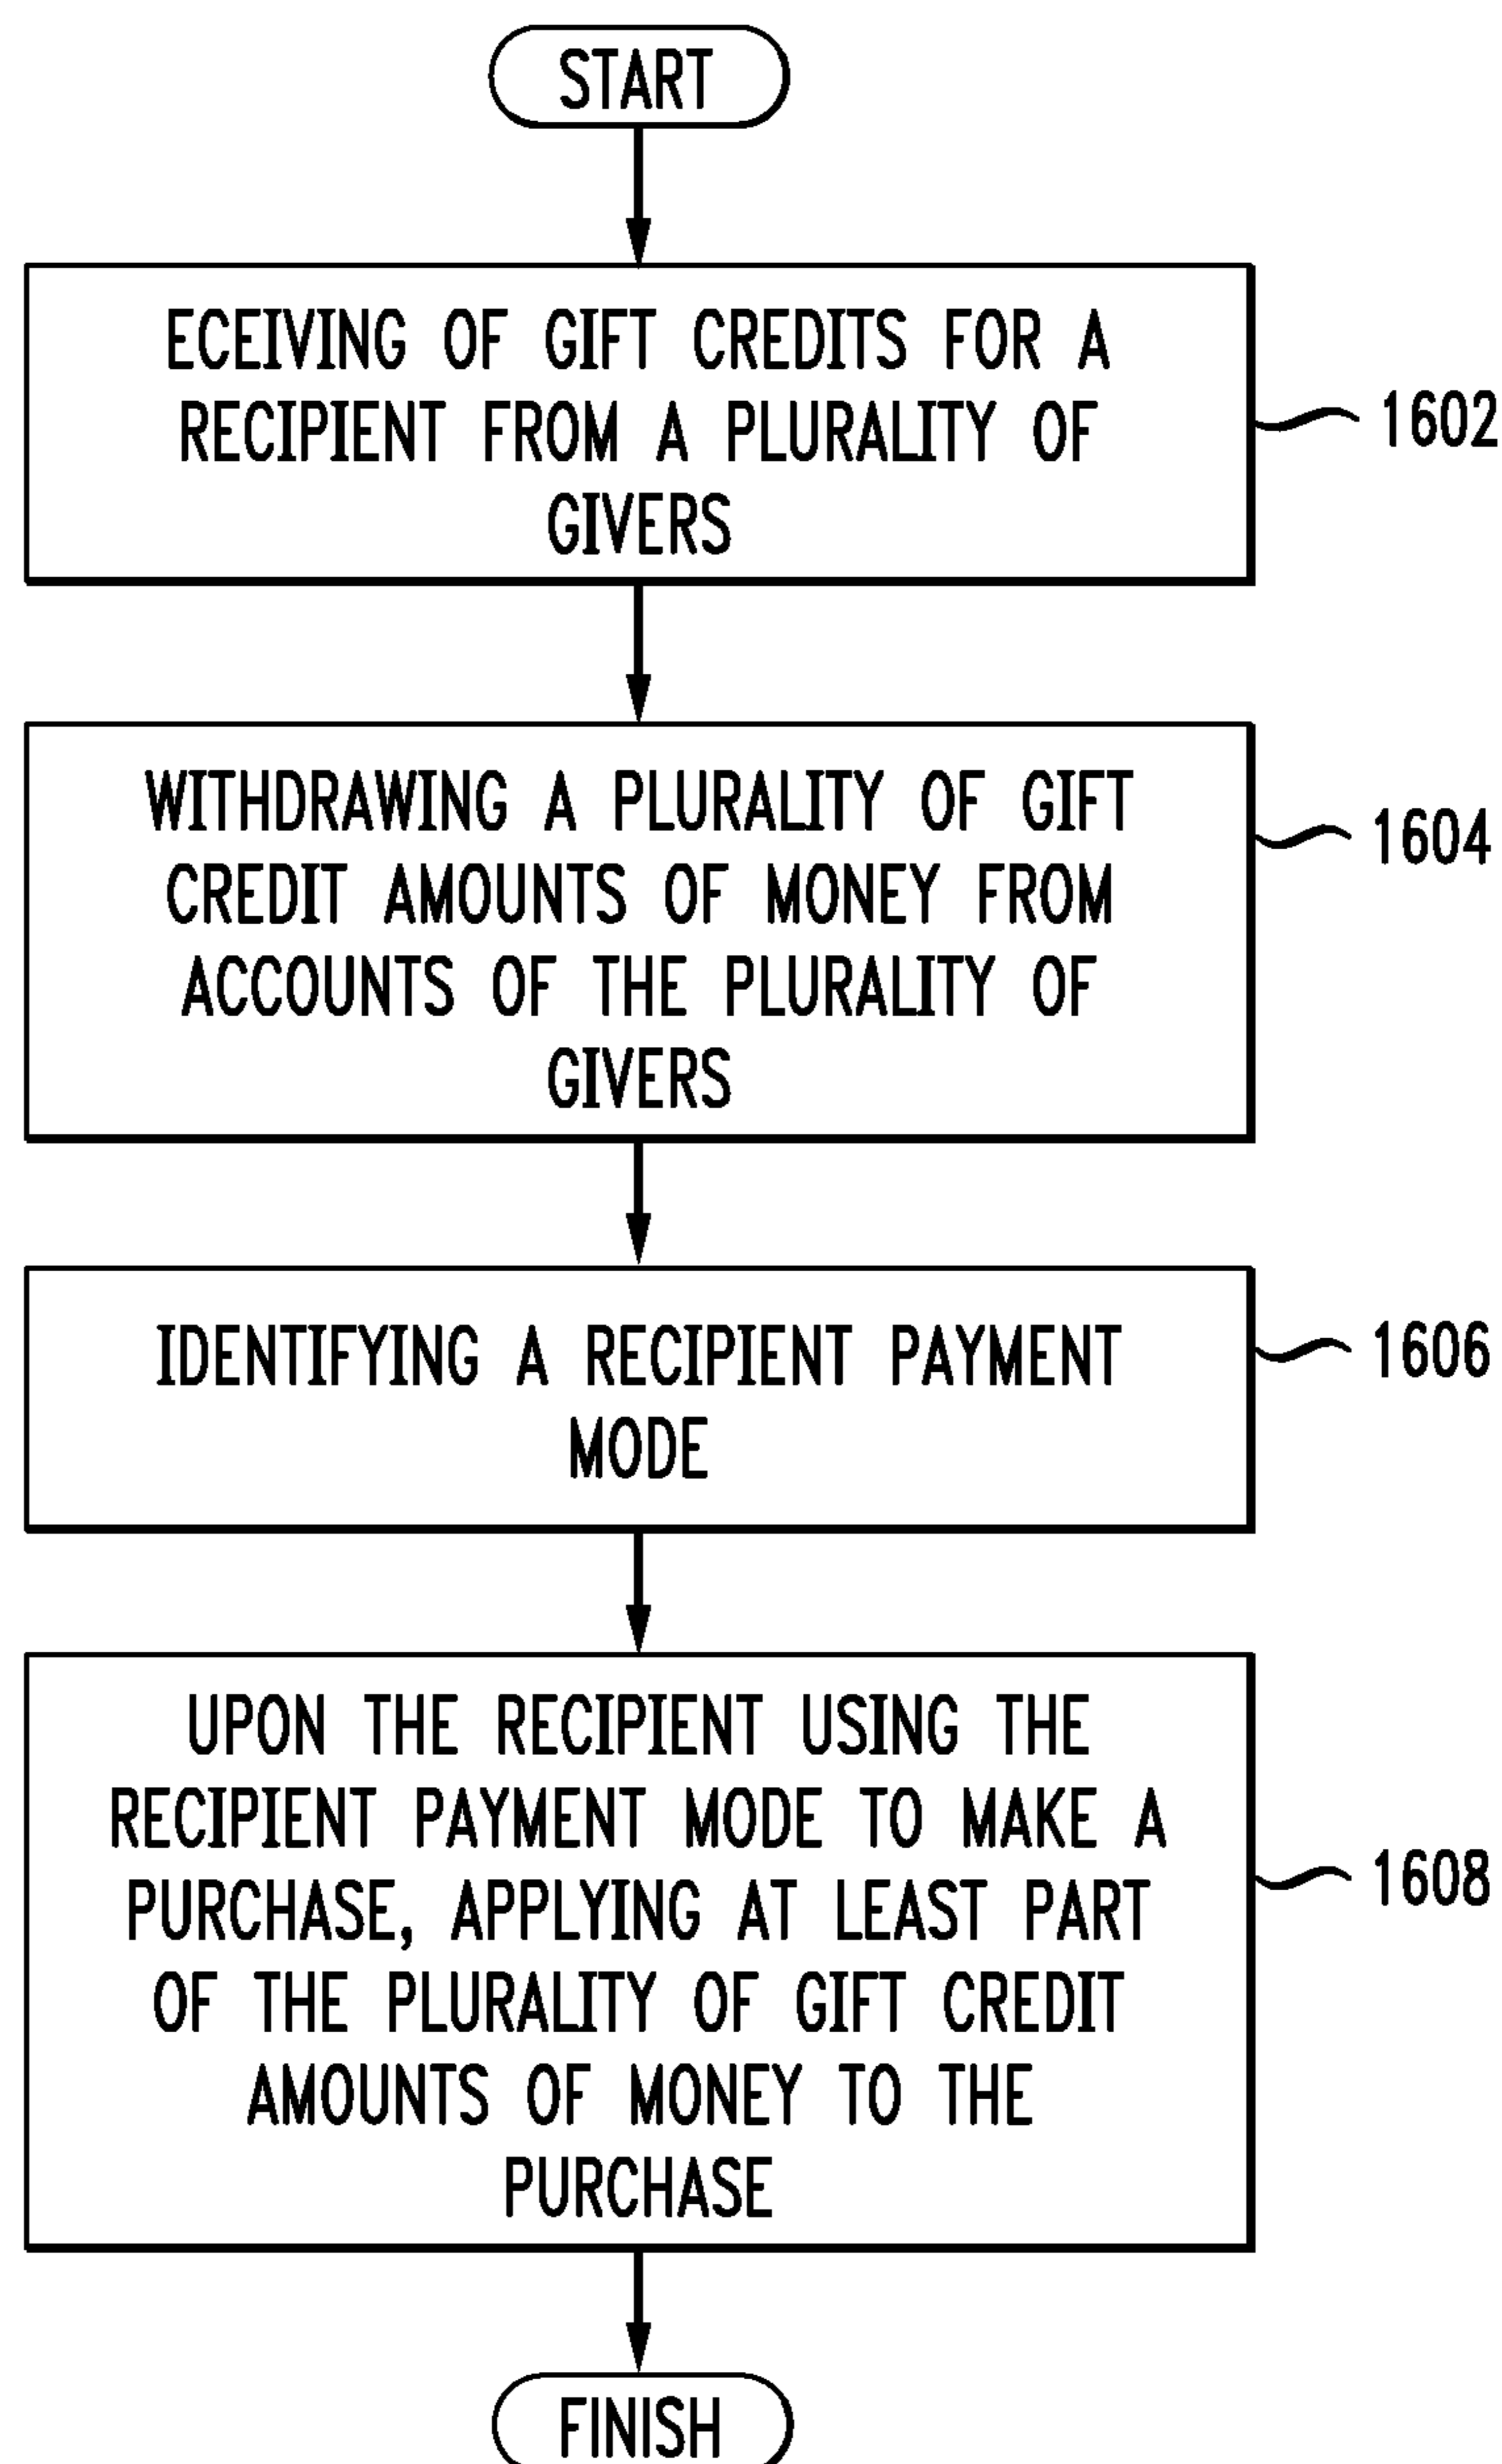 START
ECEIVING OF GIFT CREDITS FOR A
RECIPIENT FROM A PLURALITY OF
GIVERS
1602
WITHDRAWING A PLURALITY OF GIFT
CREDIT AMOUNTS OF MONEY FROM
ACCOUNTS OF THE PLURALITY OF
GIVERS
1604
IDENTIFYING A RECIPIENT PAYMENT
MODE
1606
UPON THE RECIPIENT USING THE
RECIPIENT PAYMENT MODE TO MAKE A
PURCHASE, APPLYING AT LEAST PART
OF THE PLURALITY OF GIFT CREDIT
AMOUNTS OF MONEY TO THE
PURCHASE
1608
FINISH